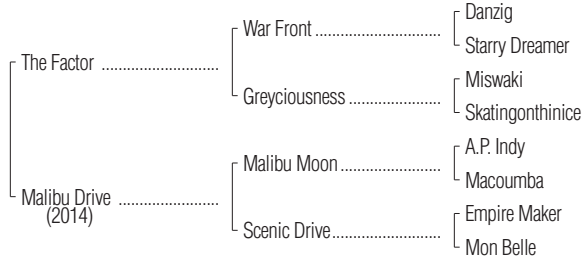 Danzig
War Front
Starry Dreamer
The Factor
Miswaki
Greyciousness
Skatingonthinice
A.P. Indy
Malibu Moon
Macoumba
Malibu Drive
(2014)
Empire Maker
Scenic Drive
Mon Belle